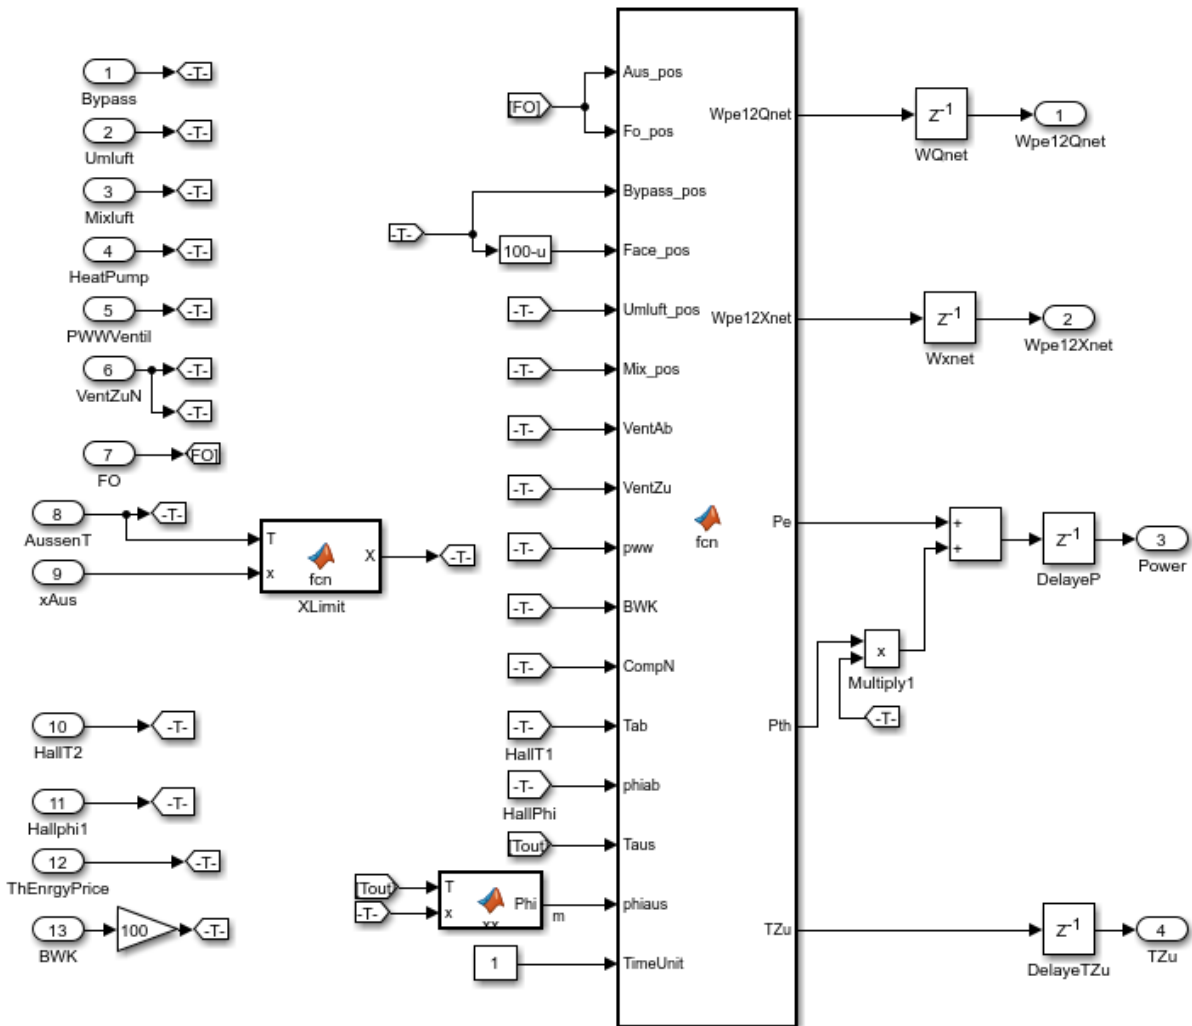 1
-T-
Bypass
2
-T-
Umluft
3
-T-
Mixluft
4
-T-
HeatPump
5
-T-
PWWVentil
6
-T-
VentZuN
-T-
7
FO]
FO
8
-T-
AussenT
9
xAus
T
x
fcn
X
XLimit
-T-
10
-T-
HallT2
11
-T-
Hallphi1
12
-T-
ThEnrgyPrice
13
100
-T-
BWK
[FO]
-T-
100-u
-T-
-T-
-T-
-T-
-T-
-T-
-T-
-T-
HallT1
-T-
HallPhi
[Tout
[Tout
-T-
T
x
Phi
m
1
Aus_pos
Fo_pos
Bypass_pos
Face_pos
Umluft_pos
Mix_pos
VentAb
VentZu
pww
BWK
CompN
Tab
phiab
Taus
phiaus
TimeUnit
fcn
Wpe12Qnet
Wpe12Xnet
Pe
Pth
TZu
Z-1
WQnet
1
Wpe12Qnet
Z-1
Wxnet
2
Wpe12Xnet
+
+
Z-1
DelayeP
3
Power
x
Multiply1
-T-
Z-1
DelayeTZu
4
TZu